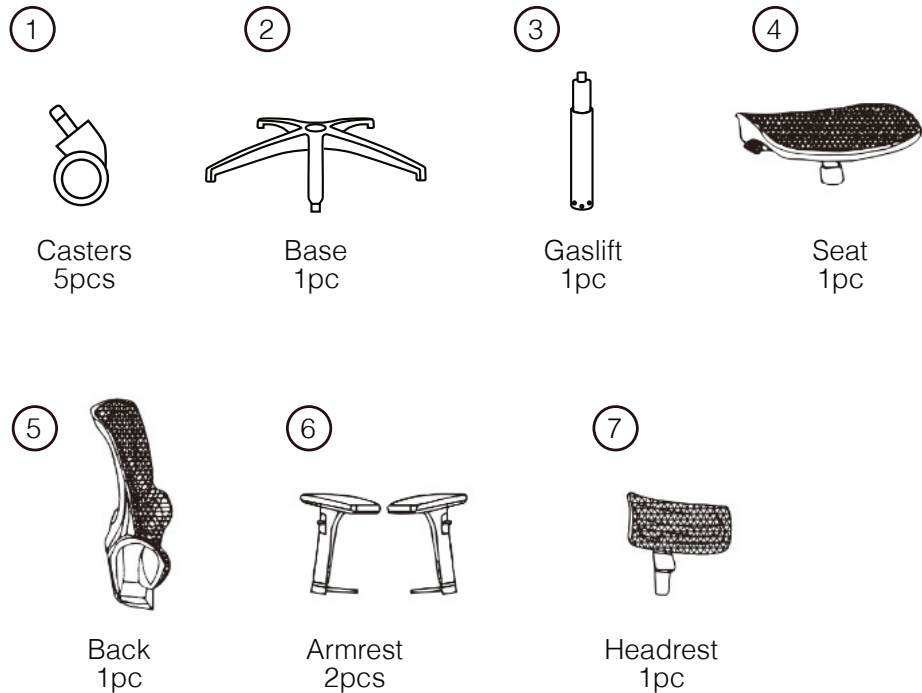 1
2
3
4
Casters
5pcs
Base
1pc
Gaslift
1pc
Seat
1pc
5
6
7
Back
1pc
Armrest
2pcs
Headrest
1pc